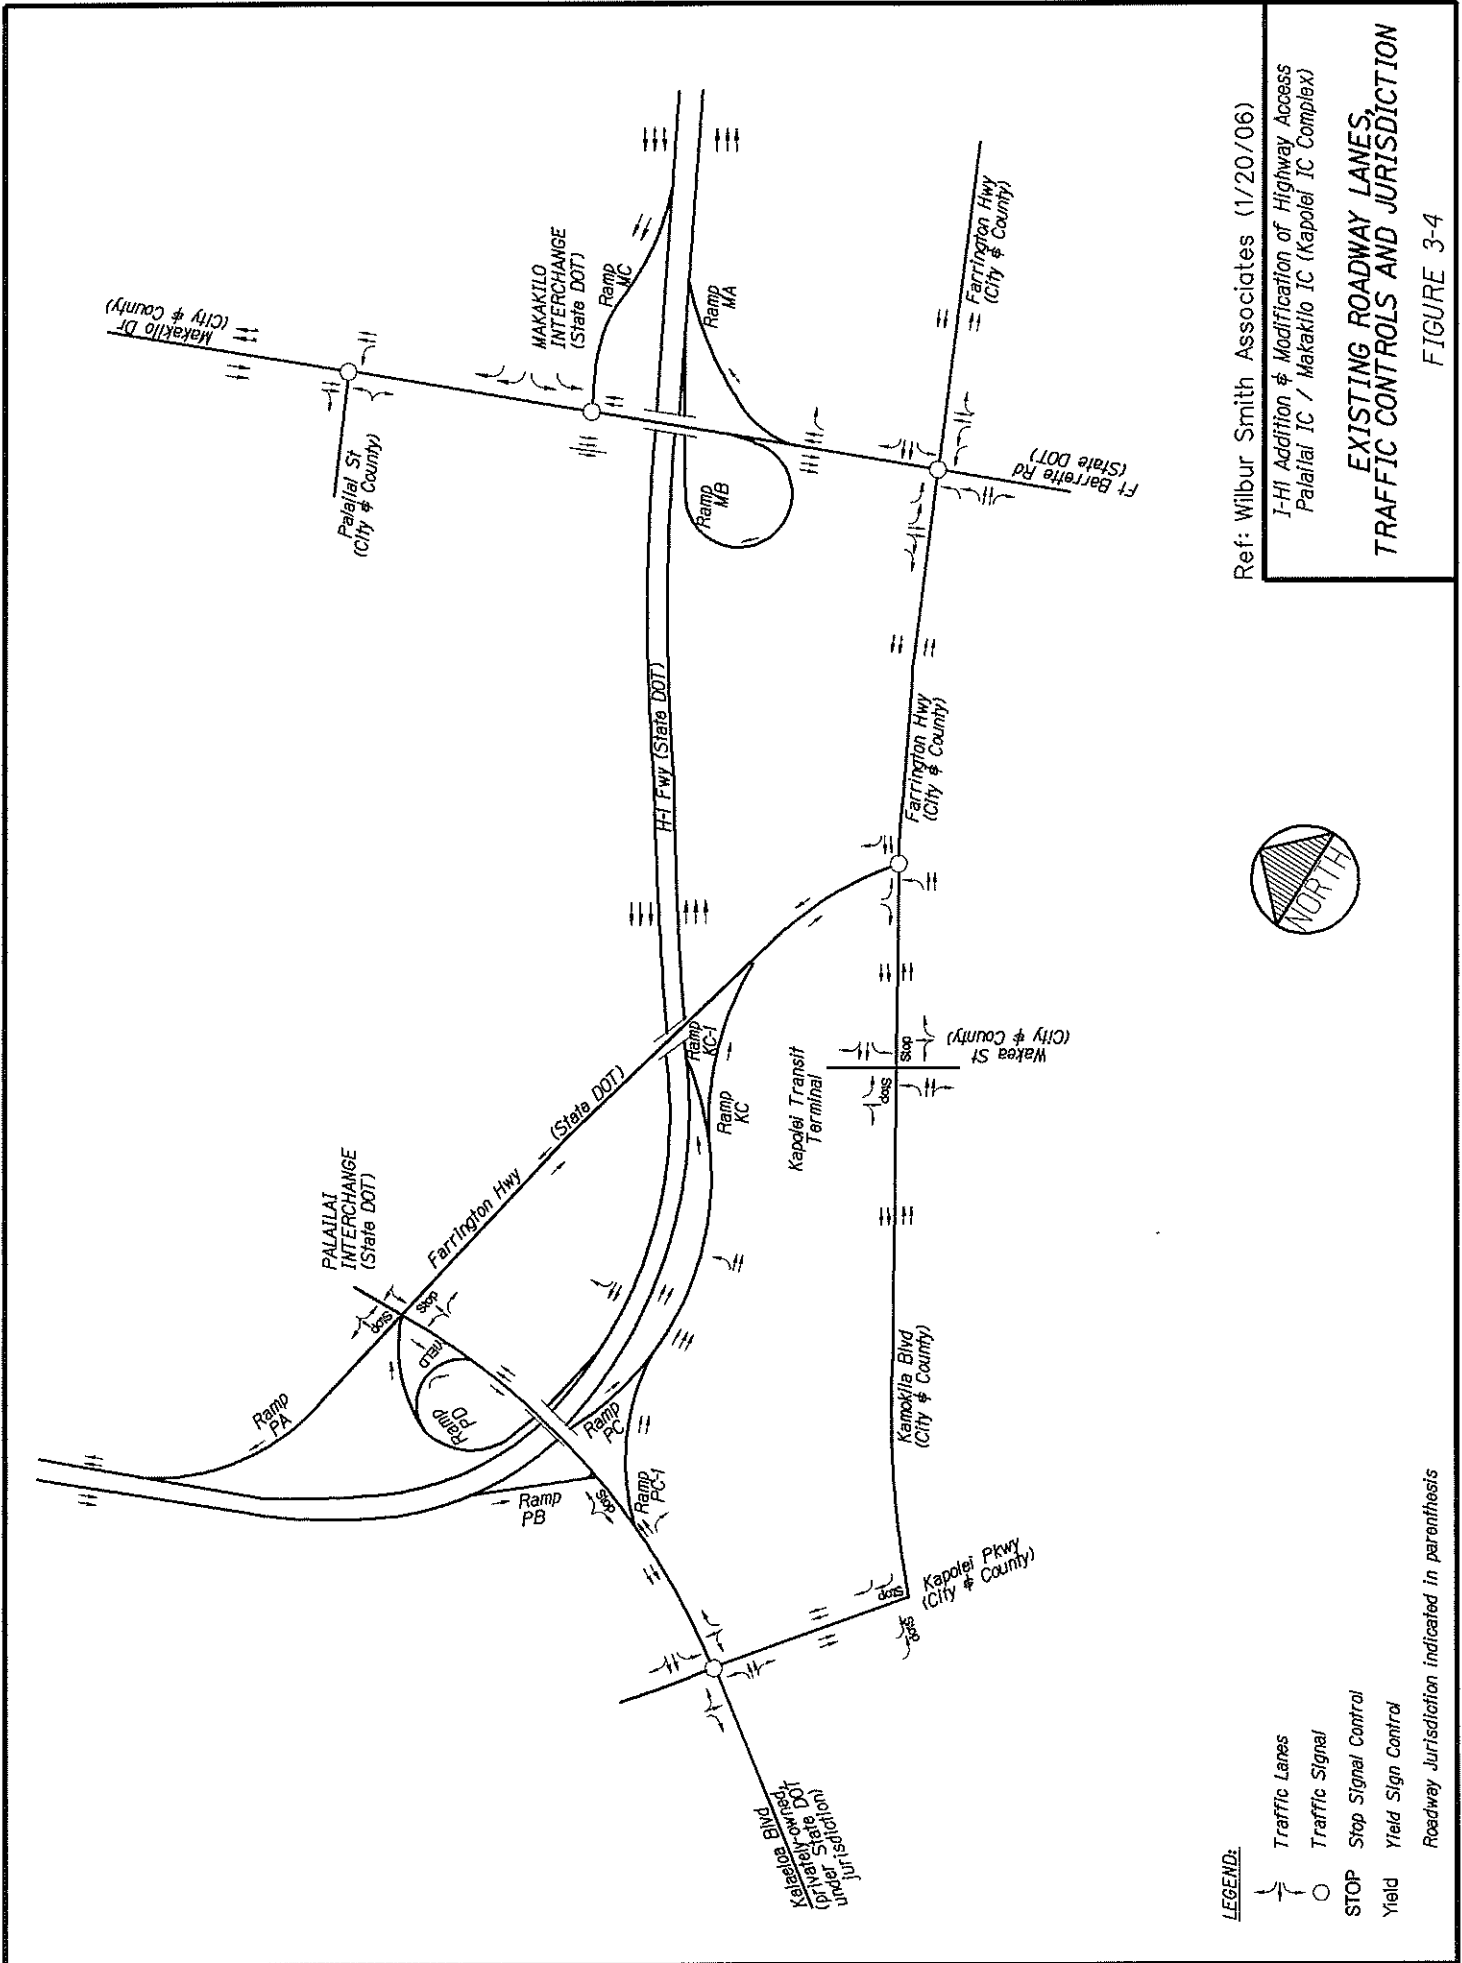 Makakilo Dr
(City & County)
Palailai St
(City & County)
MAKAKILO
INTERCHANGE
(State DOT)
Ramp
MC
Ramp
MA
Ramp
MB
Farrington Hwy
(City & County)
Ft Barrette Rd
(State DOT)
H-1 Fwy (State DOT)
Farrington Hwy
(City & County)
PALAILAI
INTERCHANGE
(State DOT)
Farrington Hwy
(State DOT)
Stop
Stop
YIELD
Ramp
PA
Ramp
PD
Ramp
PC
Ramp
PC-1
Ramp
PB
Stop
Ramp
KC-1
Ramp
KC
Kapolei Transit
Terminal
Stop
Stop
Wakea St
(City & County)
Kamokila Blvd
(City & County)
Kapolei Pkwy
(City & County)
Stop
Stop
Kalaeloa Blvd
(privately-owned,
under State DOT
jurisdiction)
NORTH
LEGEND:
Traffic Lanes
Traffic Signal
STOP Stop Signal Control
Yield Yield Sign Control
Roadway Jurisdiction indicated in parenthesis
Ref: Wilbur Smith Associates (1/20/06)
I-H1 Addition & Modification of Highway Access
Palailai IC / Makakilo IC (Kapolei IC Complex)
EXISTING ROADWAY LANES,
TRAFFIC CONTROLS AND JURISDICTION
FIGURE 3-4